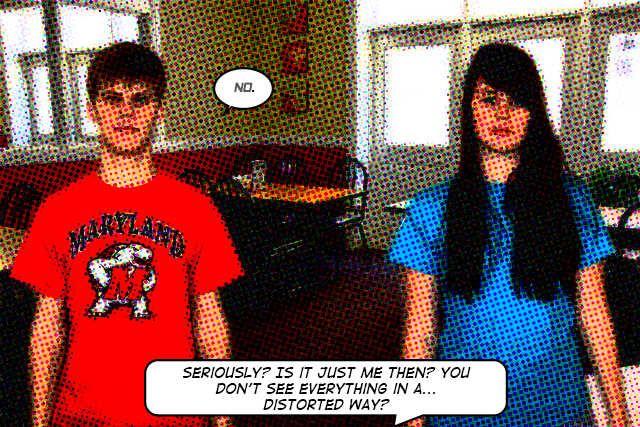 NO.
MARYLAND
M
SERIOUSLY? IS IT JUST ME THEN? YOU
DON'T SEE EVERYTHING IN A...
DISTORTED WAY?